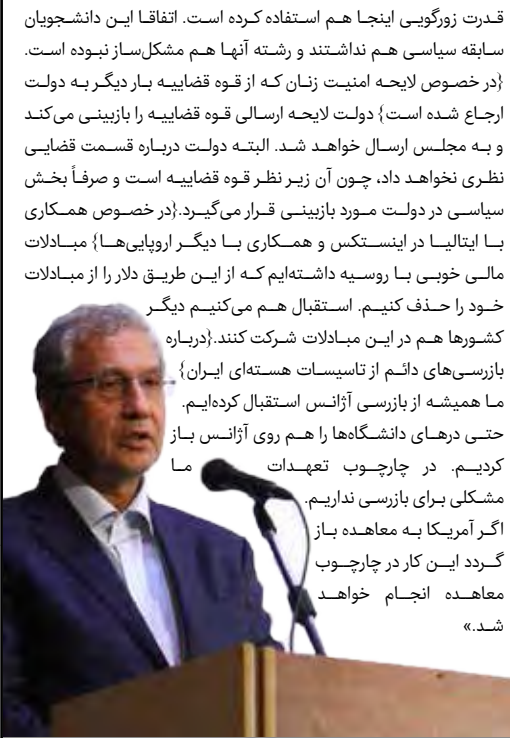 قدرت زورگویی اینجا هم استفاده کرده است. اتفاقا این دانشجویان
سابقه سیاسی هم نداشتند و رشته آنها هم مشکل‌ساز نبوده است.
{در خصوص لایحه امنیت زنان که از قوه قضاییه بار دیگر به دولت
ارجاع شده است} دولت لایحه ارسالی قوه قضاییه را بازبینی می‌کند
و به مجلس ارسال خواهد شد. البته دولت درباره قسمت قضایی
نظری نخواهد داد، چون آن زیر نظر قوه قضاییه است و صرفاً بخش
سیاسی در دولت مورد بازبینی قرار می‌گیرد.{در خصوص همکاری
با ایتالیا در اینستکس و همکاری با دیگر اروپایی‌ها} مبادلات
مالی خوبی با روسیه داشته‌ایم که از این طریق دلار را از مبادلات
خود را حذف کنیم. استقبال هم می‌کنیم دیگر
کشورها هم در این مبادلات شرکت کنند.{درباره
بازرسی‌های دائم از تاسیسات هسته‌ای ایران}
ما همیشه از بازرسی آژانس استقبال کرده‌ایم.
حتی درهای دانشگاه‌ها را هم روی آژانس باز
کردیم. در چارچوب تعهدات ما
مشکلی برای بازرسی نداریم.
اگر آمریکا به معاهده باز
گردد این کار در چارچوب
معاهده انجام خواهد
شد.»